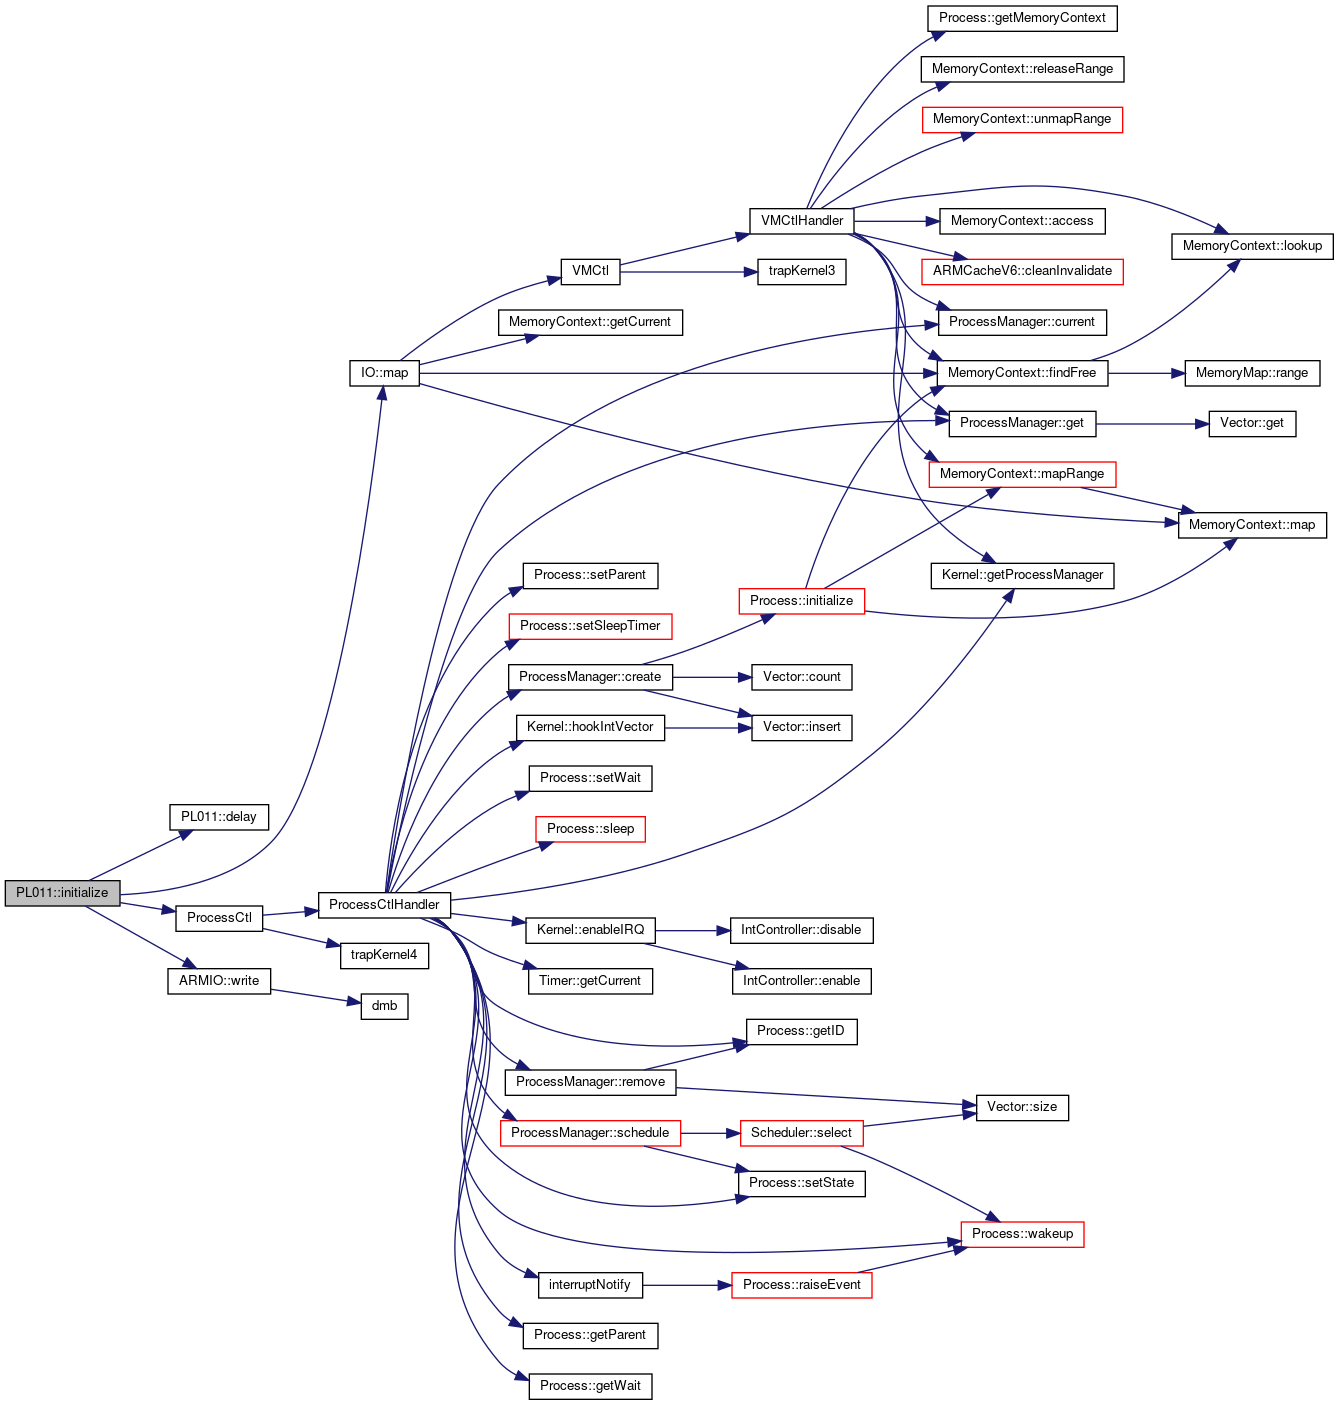 Process::getMemoryContext
MemoryContext::releaseRange
MemoryContext::unmapRange
VMCtlHandler
MemoryContext::access
MemoryContext::lookup
VMCtl
trapKernel3
ARMCacheV6::cleanInvalidate
MemoryContext::getCurrent
ProcessManager::current
IO::map
MemoryContext::findFree
MemoryMap::range
ProcessManager::get
Vector::get
MemoryContext::mapRange
MemoryContext::map
Process::setParent
Kernel::getProcessManager
Process::initialize
Process::setSleepTimer
ProcessManager::create
Vector::count
Kernel::hookIntVector
Vector::insert
Process::setWait
PL011::delay
Process::sleep
PL011::initialize
ProcessCtl
ProcessCtlHandler
Kernel::enableIRQ
IntController::disable
trapKernel4
ARMIO::write
Timer::getCurrent
IntController::enable
dmb
Process::getID
ProcessManager::remove
Vector::size
ProcessManager::schedule
Scheduler::select
Process::setState
Process::wakeup
interruptNotify
Process::raiseEvent
Process::getParent
Process::getWait